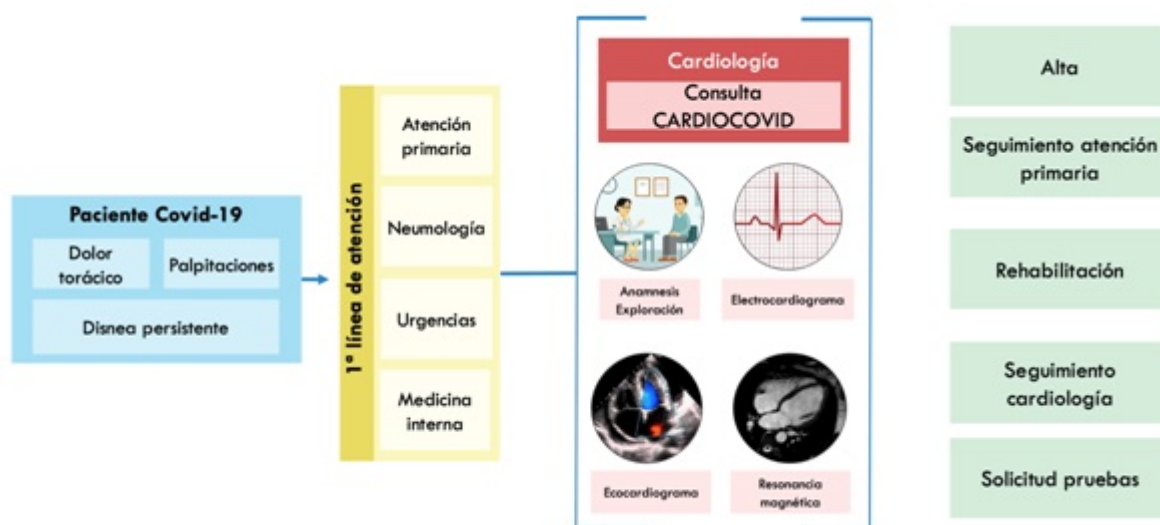 Paciente Covid-19
Dolor
torácico
Palpitaciones
Disnea persistente
1ª línea de atención
Atención
primaria
Neumología
Urgencias
Medicina
interna
Cardiología
Consulta
CARDIOCOVID
Anamnesis
Exploración
Electrocardiograma
Ecocardiograma
Resonancia
magnética
Alta
Seguimiento atención
primaria
Rehabilitación
Seguimiento
cardiología
Solicitud pruebas